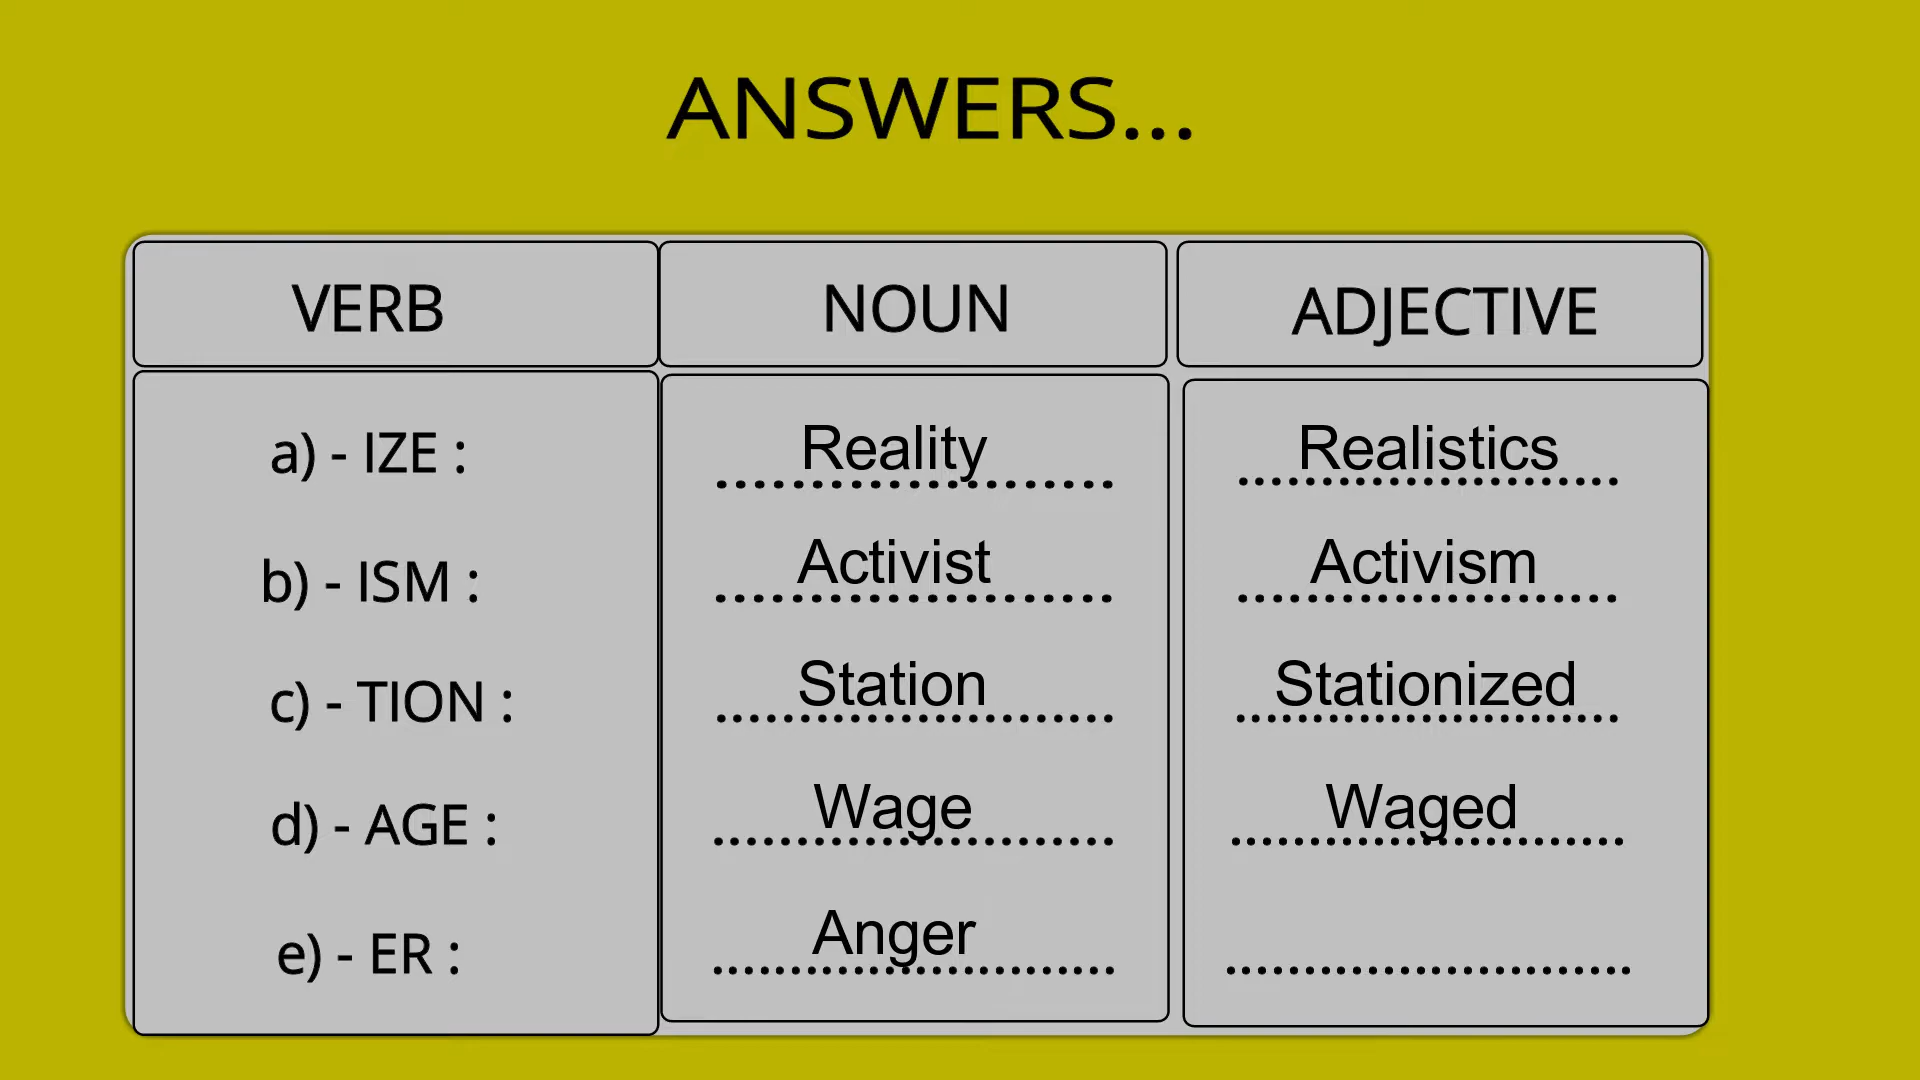 ANSWERS...
VERB NOUN ADJECTIVE
a) - IZE : Reality Realistics
b) - ISM : Activist Activism
c) - TION : Station Stationized
d) - AGE : Wage Waged
e) - ER : Anger